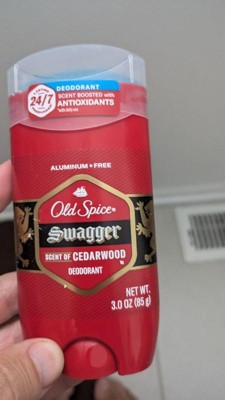 DEODORANT
SCENT BOOSTED with
ANTIOXIDANTS
24/7
ALUMINUM FREE
Old Spice
Swagger
SCENT OF CEDARWOOD
DEODORANT
NET WT.
3.0 OZ (85 g)